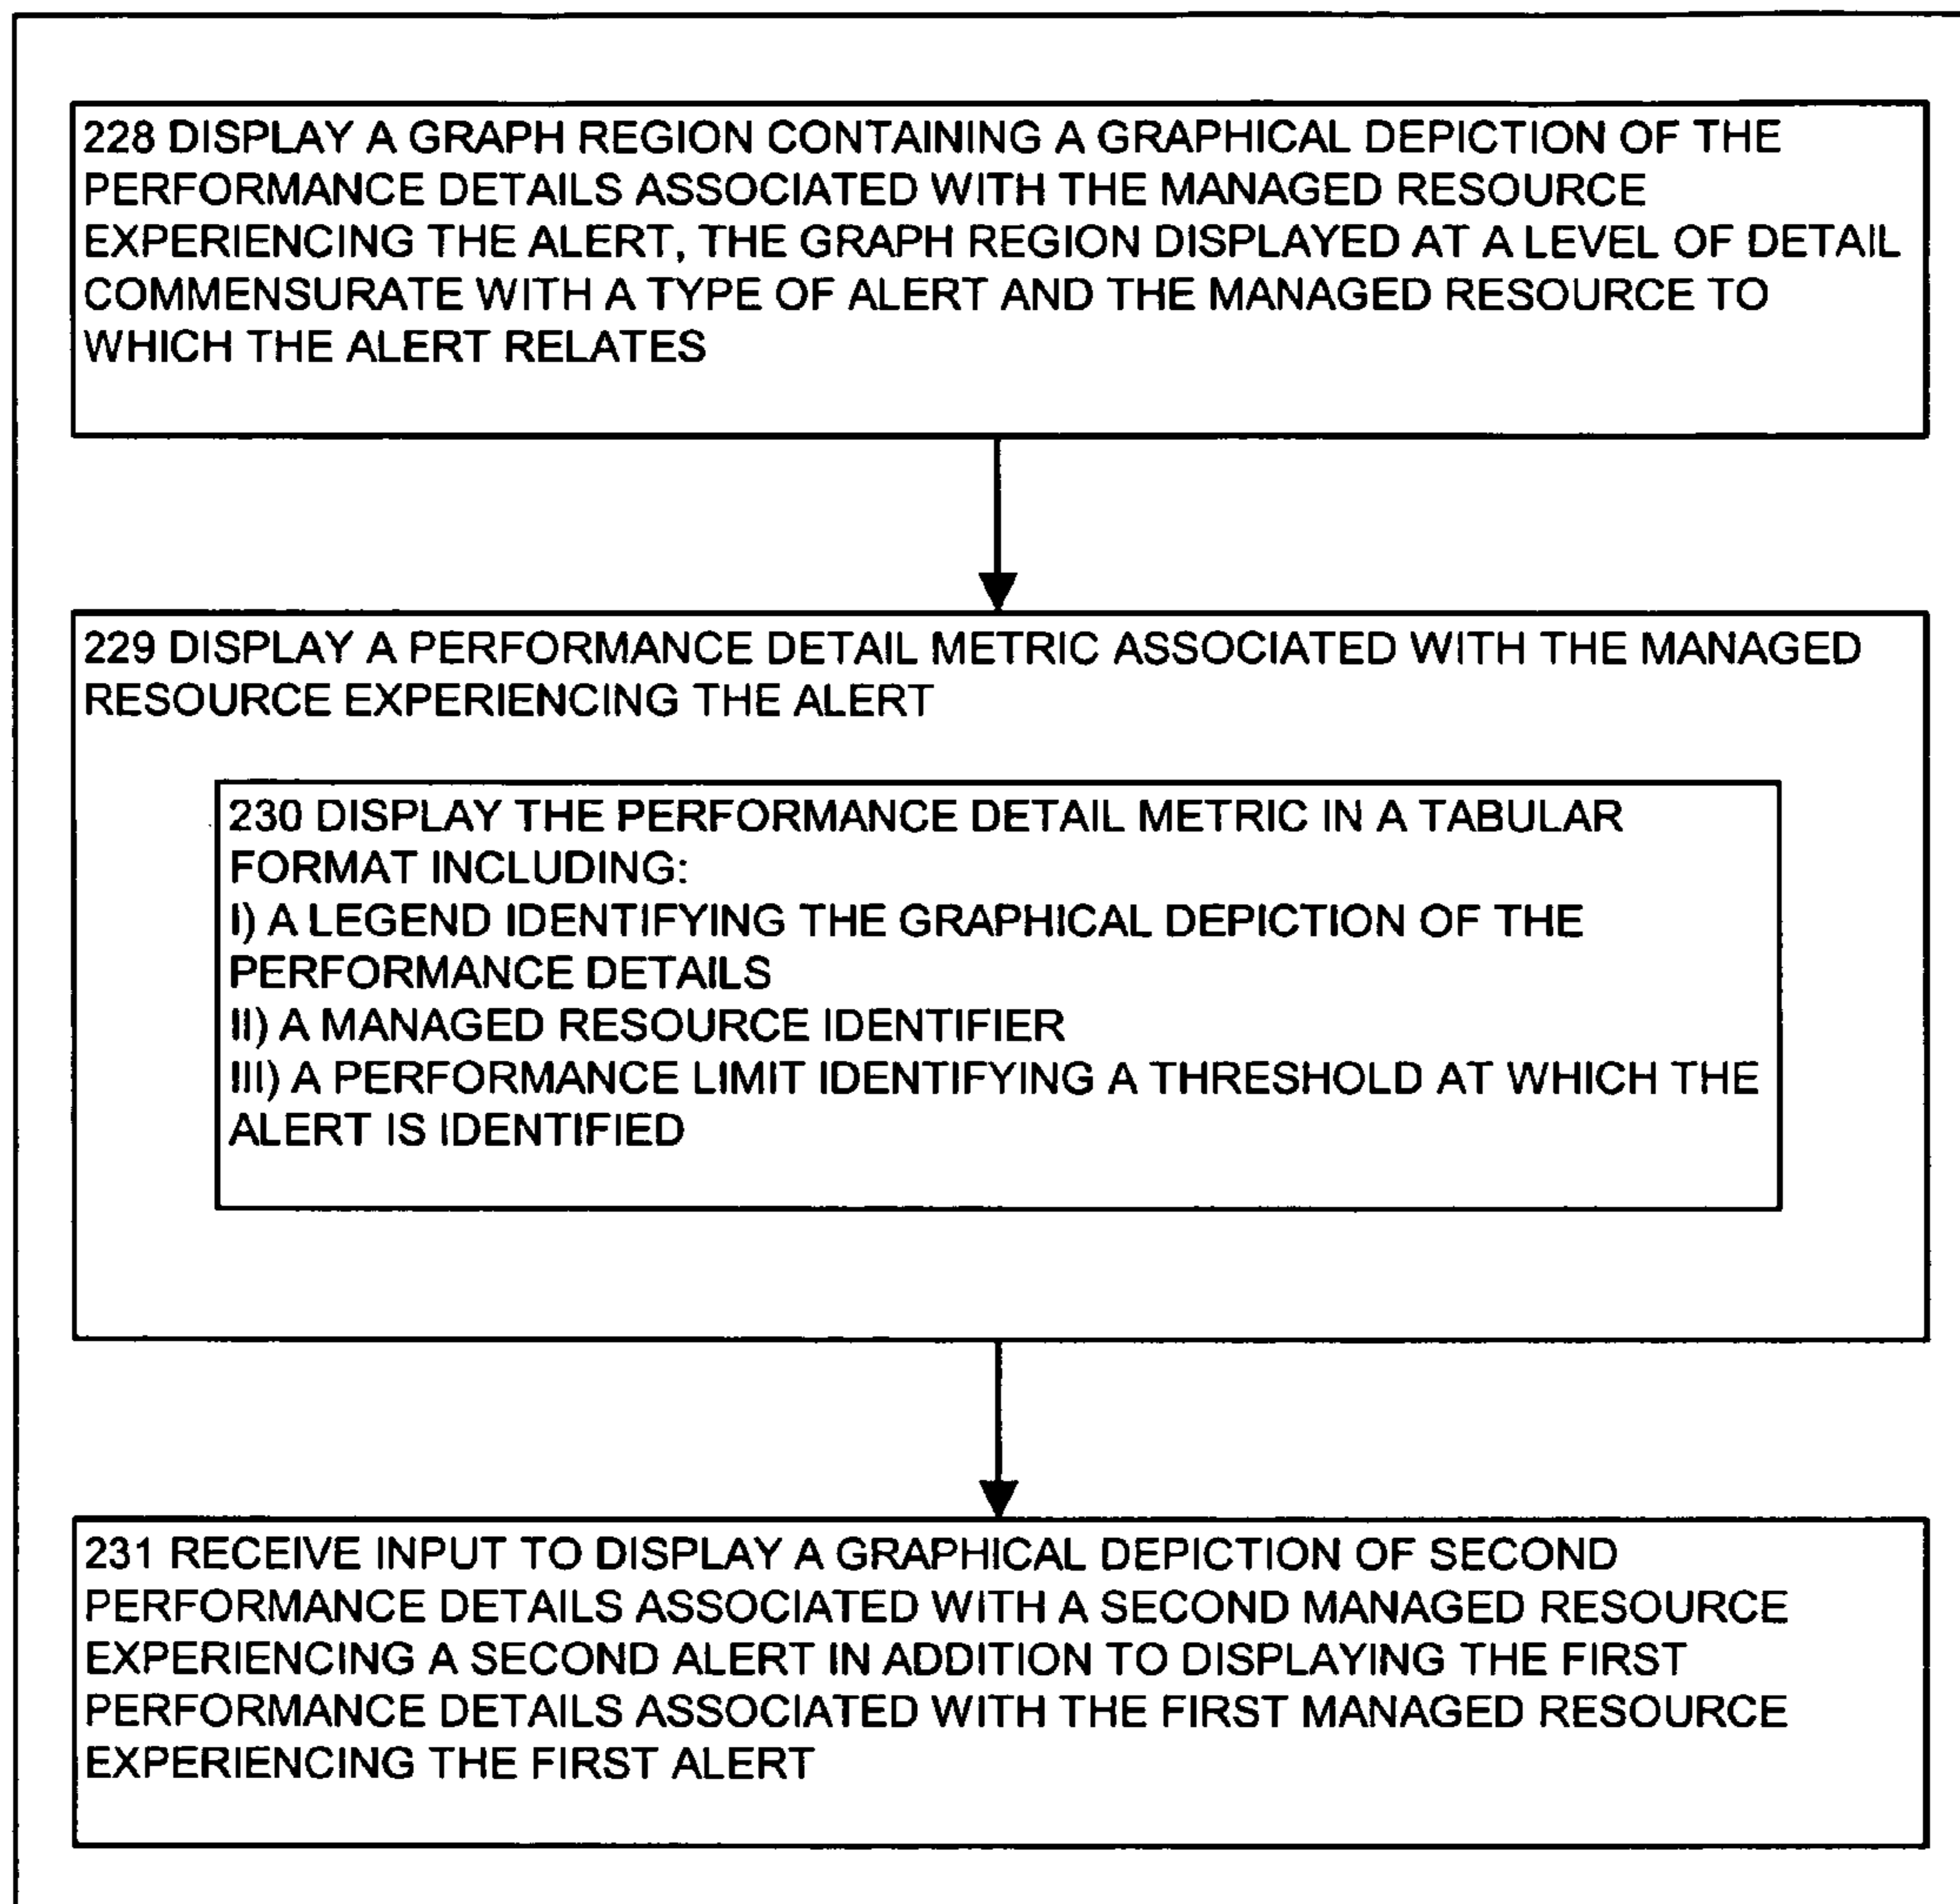 228 DISPLAY A GRAPH REGION CONTAINING A GRAPHICAL DEPICTION OF THE
PERFORMANCE DETAILS ASSOCIATED WITH THE MANAGED RESOURCE
EXPERIENCING THE ALERT, THE GRAPH REGION DISPLAYED AT A LEVEL OF DETAIL
COMMENSURATE WITH A TYPE OF ALERT AND THE MANAGED RESOURCE TO
WHICH THE ALERT RELATES
229 DISPLAY A PERFORMANCE DETAIL METRIC ASSOCIATED WITH THE MANAGED
RESOURCE EXPERIENCING THE ALERT
230 DISPLAY THE PERFORMANCE DETAIL METRIC IN A TABULAR
FORMAT INCLUDING:
I) A LEGEND IDENTIFYING THE GRAPHICAL DEPICTION OF THE
PERFORMANCE DETAILS
II) A MANAGED RESOURCE IDENTIFIER
III) A PERFORMANCE LIMIT IDENTIFYING A THRESHOLD AT WHICH THE
ALERT IS IDENTIFIED
231 RECEIVE INPUT TO DISPLAY A GRAPHICAL DEPICTION OF SECOND
PERFORMANCE DETAILS ASSOCIATED WITH A SECOND MANAGED RESOURCE
EXPERIENCING A SECOND ALERT IN ADDITION TO DISPLAYING THE FIRST
PERFORMANCE DETAILS ASSOCIATED WITH THE FIRST MANAGED RESOURCE
EXPERIENCING THE FIRST ALERT